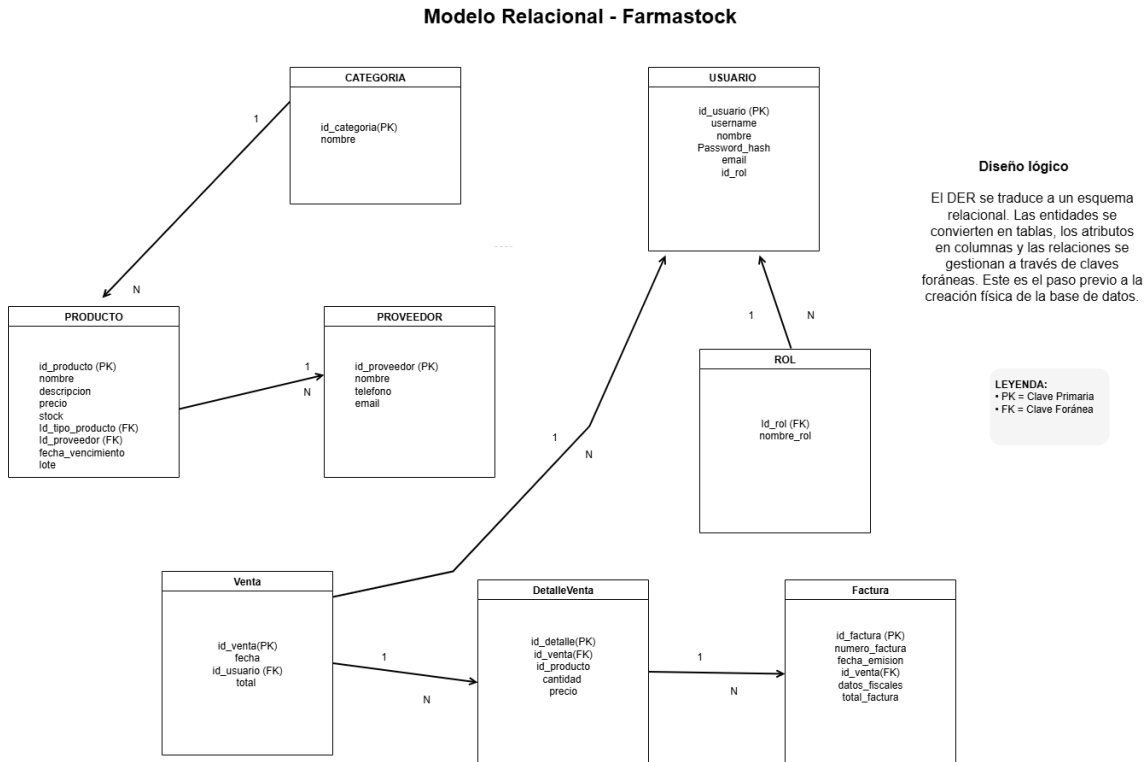 Modelo Relacional - Farmastock
CATEGORIA
id_categoria(PK)
nombre
USUARIO
id_usuario (PK)
username
nombre
Password_hash
email
id_rol
Diseño lógico
El DER se traduce a un esquema
relacional. Las entidades se
convierten en tablas, los atributos
en columnas y las relaciones se
gestionan a través de claves
foráneas. Este es el paso previo a la
creación física de la base de datos.
1
N
PRODUCTO
id_producto (PK)
nombre
descripcion
precio
stock
Id_tipo_producto (FK)
Id_proveedor (FK)
fecha_vencimiento
lote
1
N
PROVEEDOR
id_proveedor (PK)
nombre
telefono
email
1
N
ROL
Id_rol (FK)
nombre_rol
LEYENDA:
• PK = Clave Primaria
• FK = Clave Foránea
1
N
Venta
id_venta(PK)
fecha
id_usuario (FK)
total
1
N
DetalleVenta
id_detalle(PK)
id_venta(FK)
id_producto
cantidad
precio
1
N
Factura
id_factura (PK)
numero_factura
fecha_emision
id_venta(FK)
datos_fiscales
total_factura